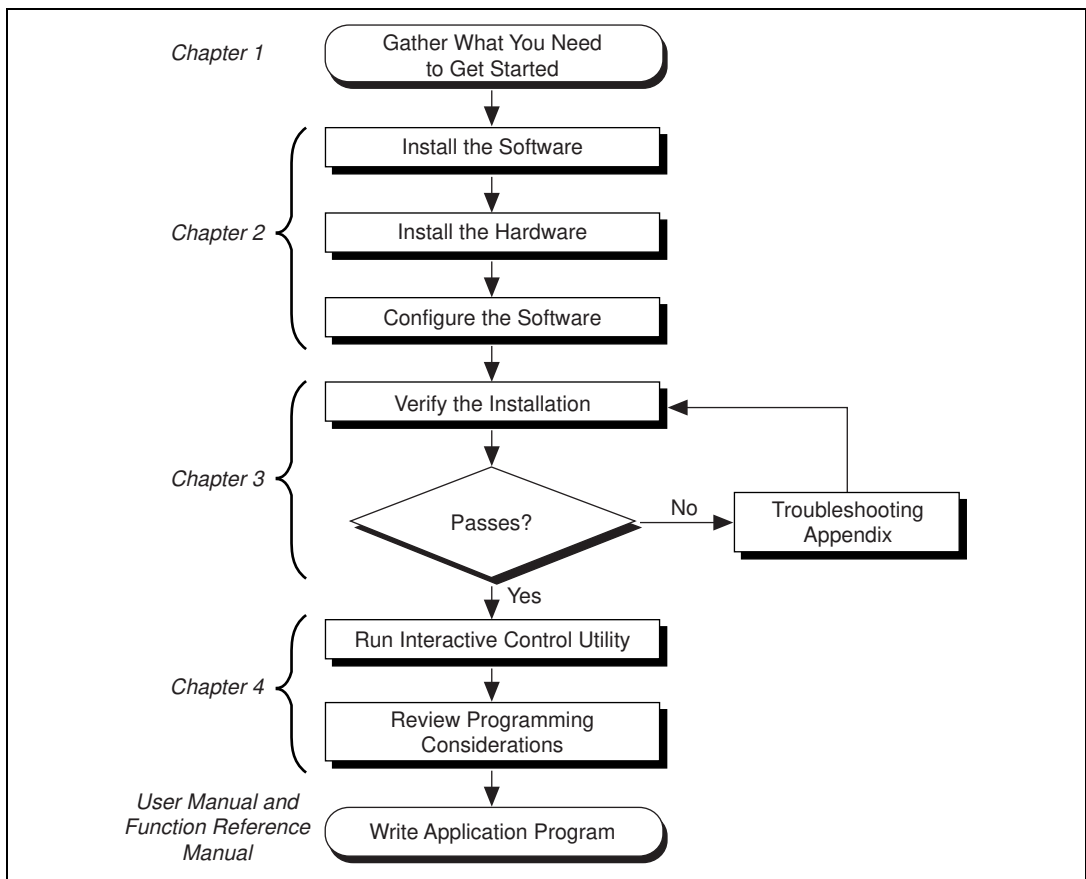 Chapter 1
Gather What You Need
to Get Started
Install the Software
Chapter 2
Install the Hardware
Configure the Software
Verify the Installation
Chapter 3
Passes?
No
Troubleshooting
Appendix
Yes
Run Interactive Control Utility
Chapter 4
Review Programming
Considerations
User Manual and
Function Reference
Manual
Write Application Program